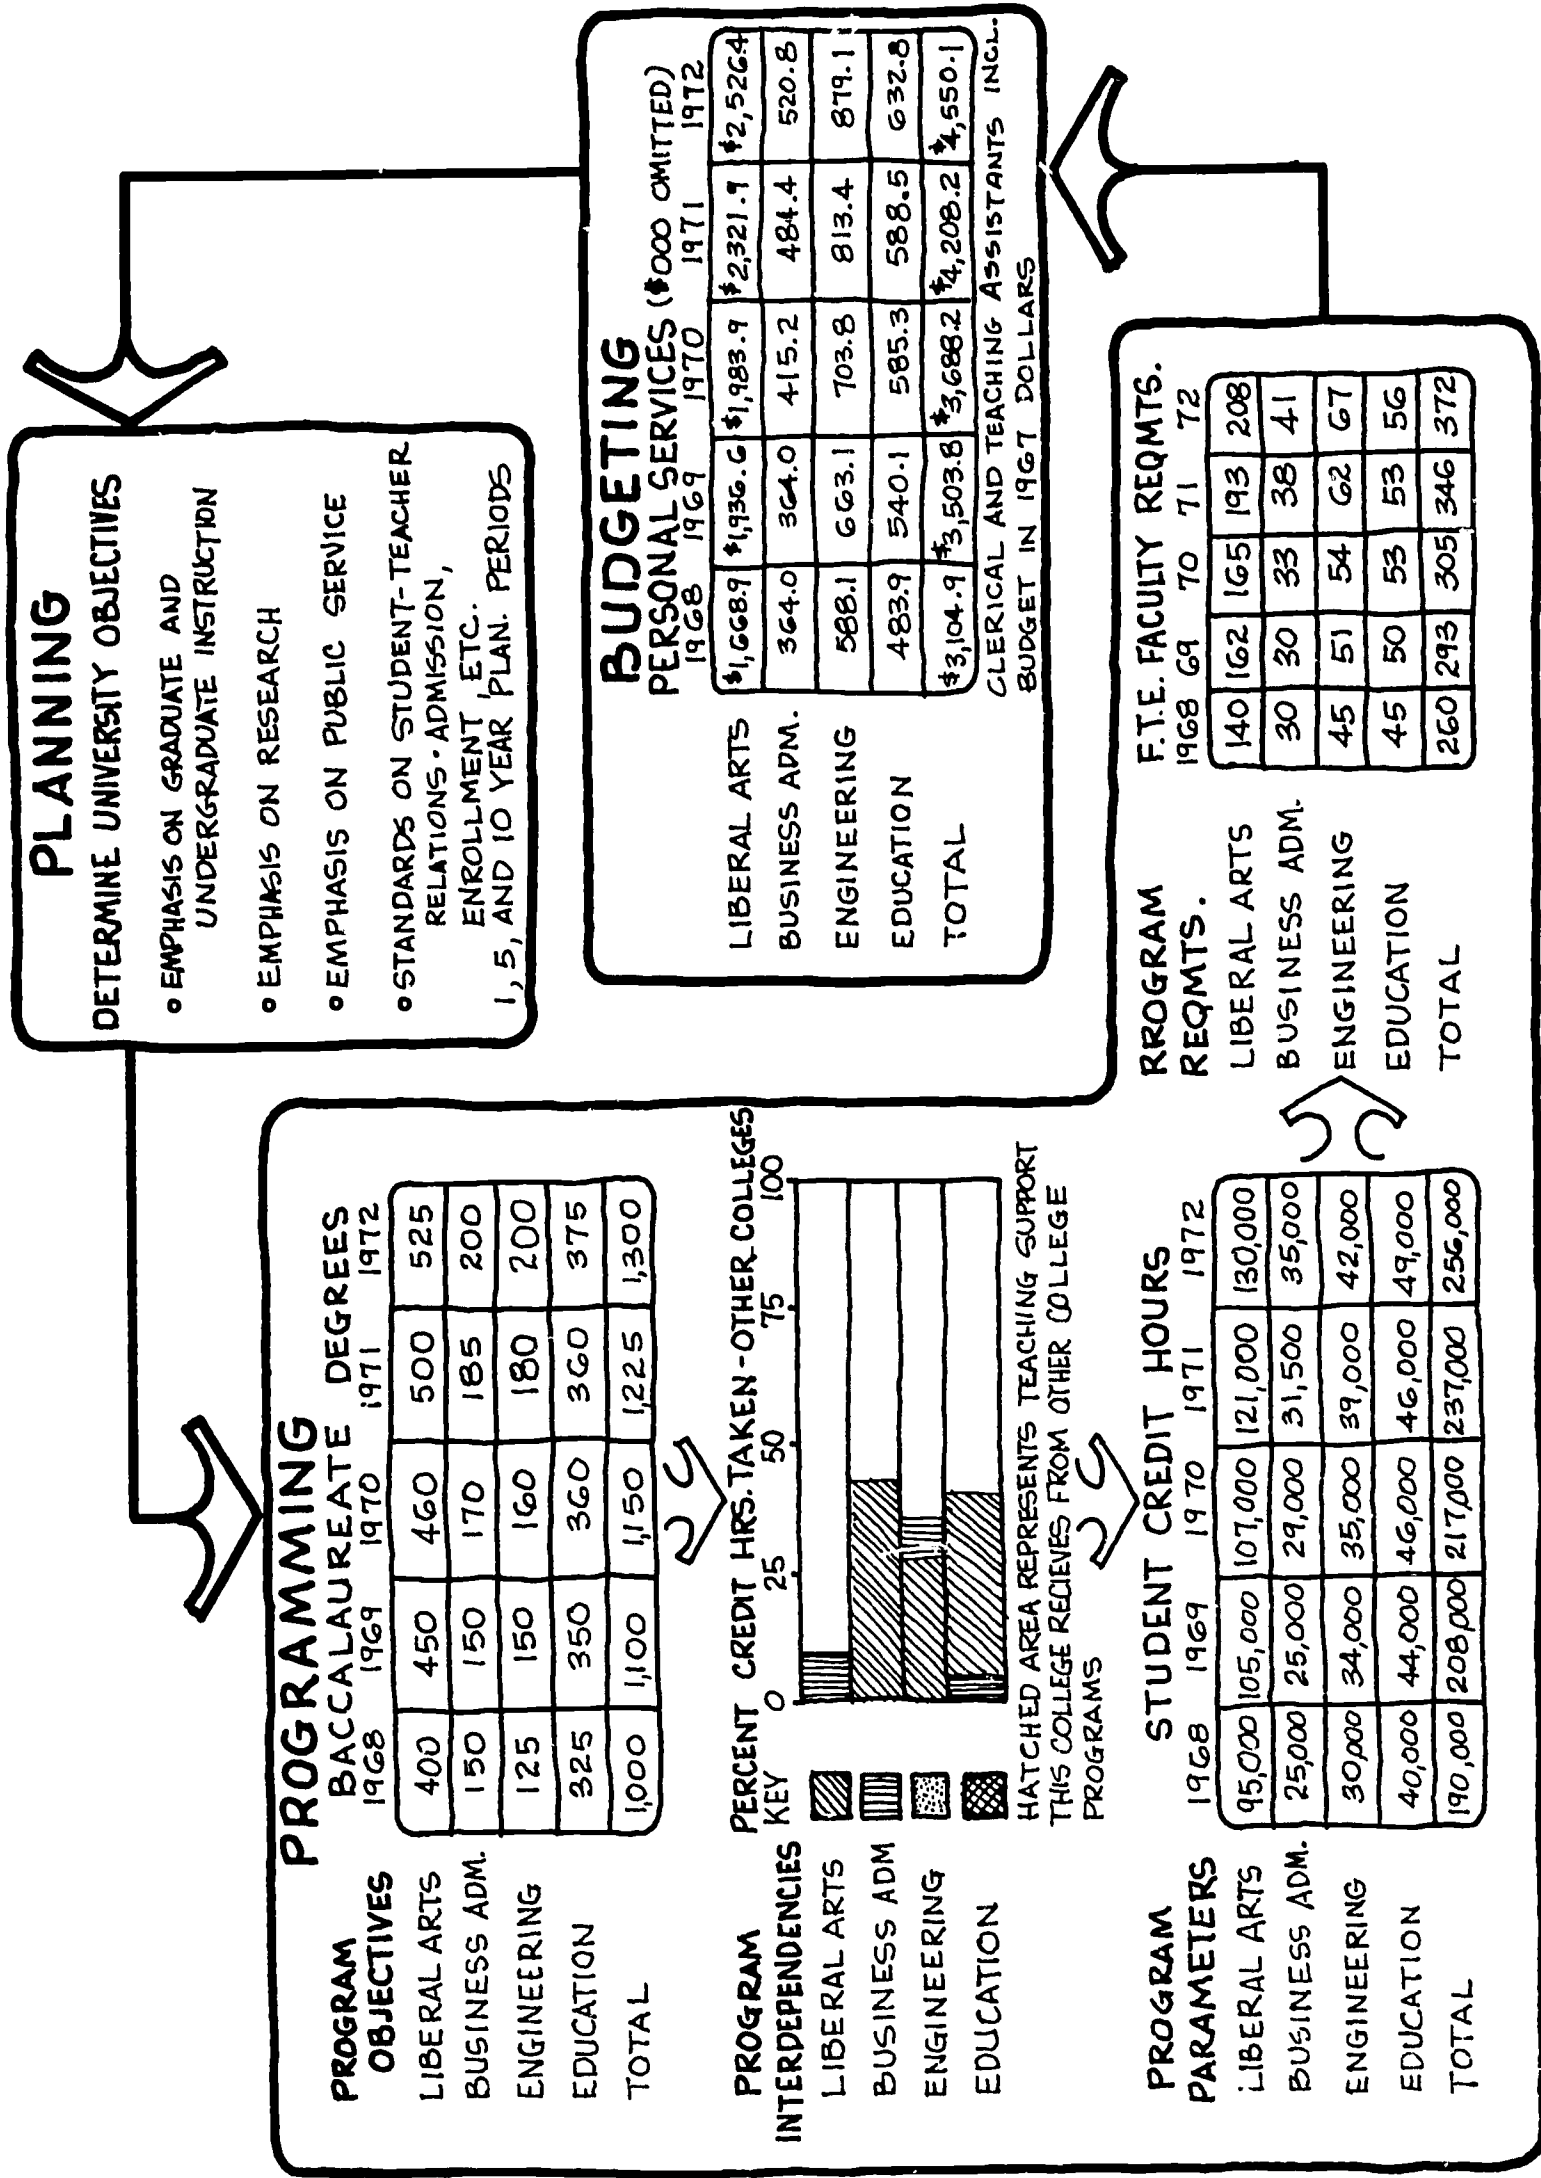 PLANNING
DETERMINE UNIVERSITY OBJECTIVES
• EMPHASIS ON GRADUATE AND
UNDERGRADUATE INSTRUCTION
• EMPHASIS ON RESEARCH
• EMPHASIS ON PUBLIC SERVICE
• STANDARDS ON STUDENT-TEACHER
RELATIONS · ADMISSION,
ENROLLMENT, ETC.
1, 5, AND 10 YEAR PLAN. PERIODS
PROGRAMMING
PROGRAM OBJECTIVES
BACCALAUREATE DEGREES
1968 1969 1970 1971 1972
LIBERAL ARTS 400 450 460 500 525
BUSINESS ADM. 150 150 170 185 200
ENGINEERING 125 150 160 180 200
EDUCATION 325 350 360 360 375
TOTAL 1,000 1,100 1,150 1,225 1,300
PROGRAM INTERDEPENDENCIES
PERCENT CREDIT HRS. TAKEN-OTHER COLLEGES
KEY 0 25 50 75 100
LIBERAL ARTS
BUSINESS ADM
ENGINEERING
EDUCATION
HATCHED AREA REPRESENTS TEACHING SUPPORT
THIS COLLEGE RECIEVES FROM OTHER COLLEGE
PROGRAMS
PROGRAM PARAMETERS
STUDENT CREDIT HOURS
1968 1969 1970 1971 1972
LIBERAL ARTS 95,000 105,000 107,000 121,000 130,000
BUSINESS ADM. 25,000 25,000 29,000 31,500 35,000
ENGINEERING 30,000 34,000 35,000 39,000 42,000
EDUCATION 40,000 44,000 46,000 46,000 49,000
TOTAL 190,000 208,000 217,000 237,000 256,000
RROGRAM REQMTS.
F.T.E. FACULTY REQMTS.
1968 69 70 71 72
LIBERAL ARTS 140 162 165 193 208
BUSINESS ADM. 30 30 33 38 41
ENGINEERING 45 51 54 62 67
EDUCATION 45 50 53 53 56
TOTAL 260 293 305 346 372
BUDGETING
PERSONAL SERVICES ($000 OMITTED)
1968 1969 1970 1971 1972
LIBERAL ARTS $1,668.9 $1,936.6 $1,983.9 $2,321.9 $2,526.4
BUSINESS ADM. 364.0 364.0 415.2 484.4 520.8
ENGINEERING 588.1 663.1 703.8 813.4 879.1
EDUCATION 483.9 540.1 585.3 588.5 632.8
TOTAL $3,104.9 $3,503.8 $3,688.2 $4,208.2 $4,550.1
CLERICAL AND TEACHING ASSISTANTS INCL.
BUDGET IN 1967 DOLLARS